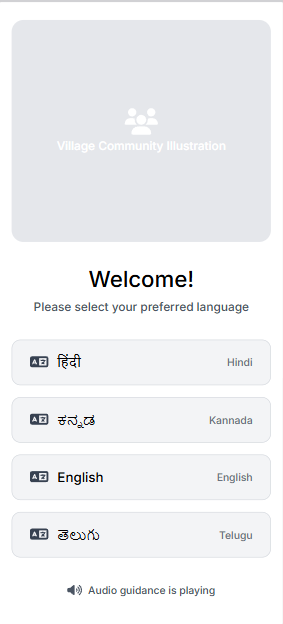 Village Community Illustration
Welcome!
Please select your preferred language
हिंदी Hindi
ಕನ್ನಡ Kannada
English English
తెలుగు Telugu
Audio guidance is playing